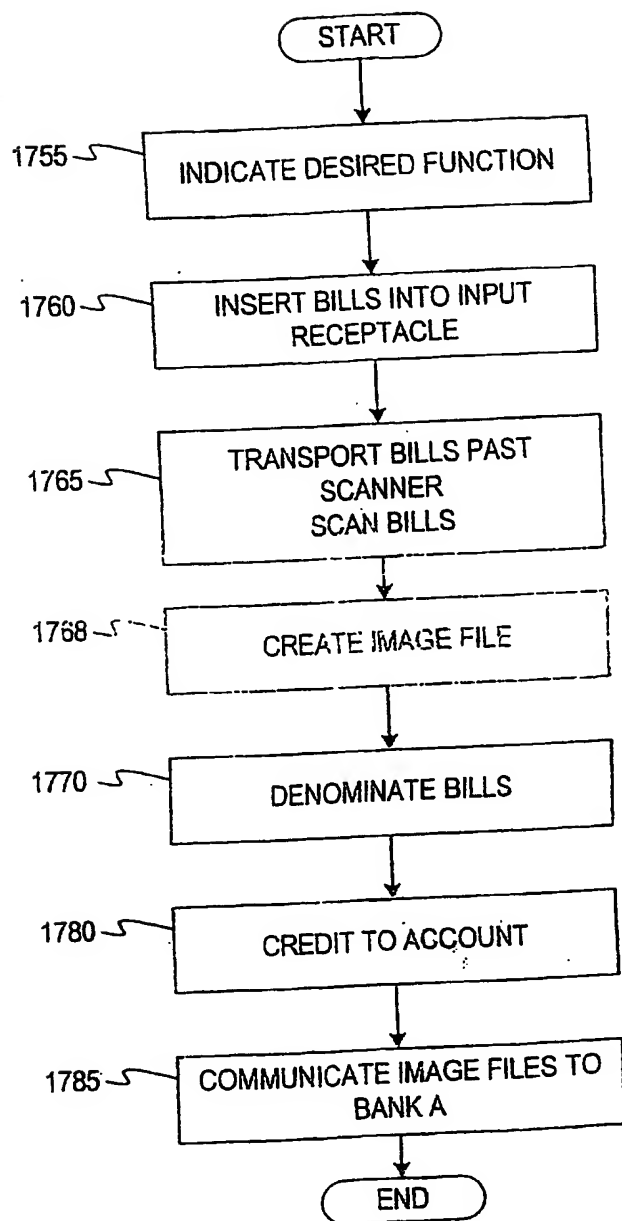 START
1755
INDICATE DESIRED FUNCTION
1760
INSERT BILLS INTO INPUT
RECEPTACLE
1765
TRANSPORT BILLS PAST
SCANNER
SCAN BILLS
1768
CREATE IMAGE FILE
1770
DENOMINATE BILLS
1780
CREDIT TO ACCOUNT
1785
COMMUNICATE IMAGE FILES TO
BANK A
END